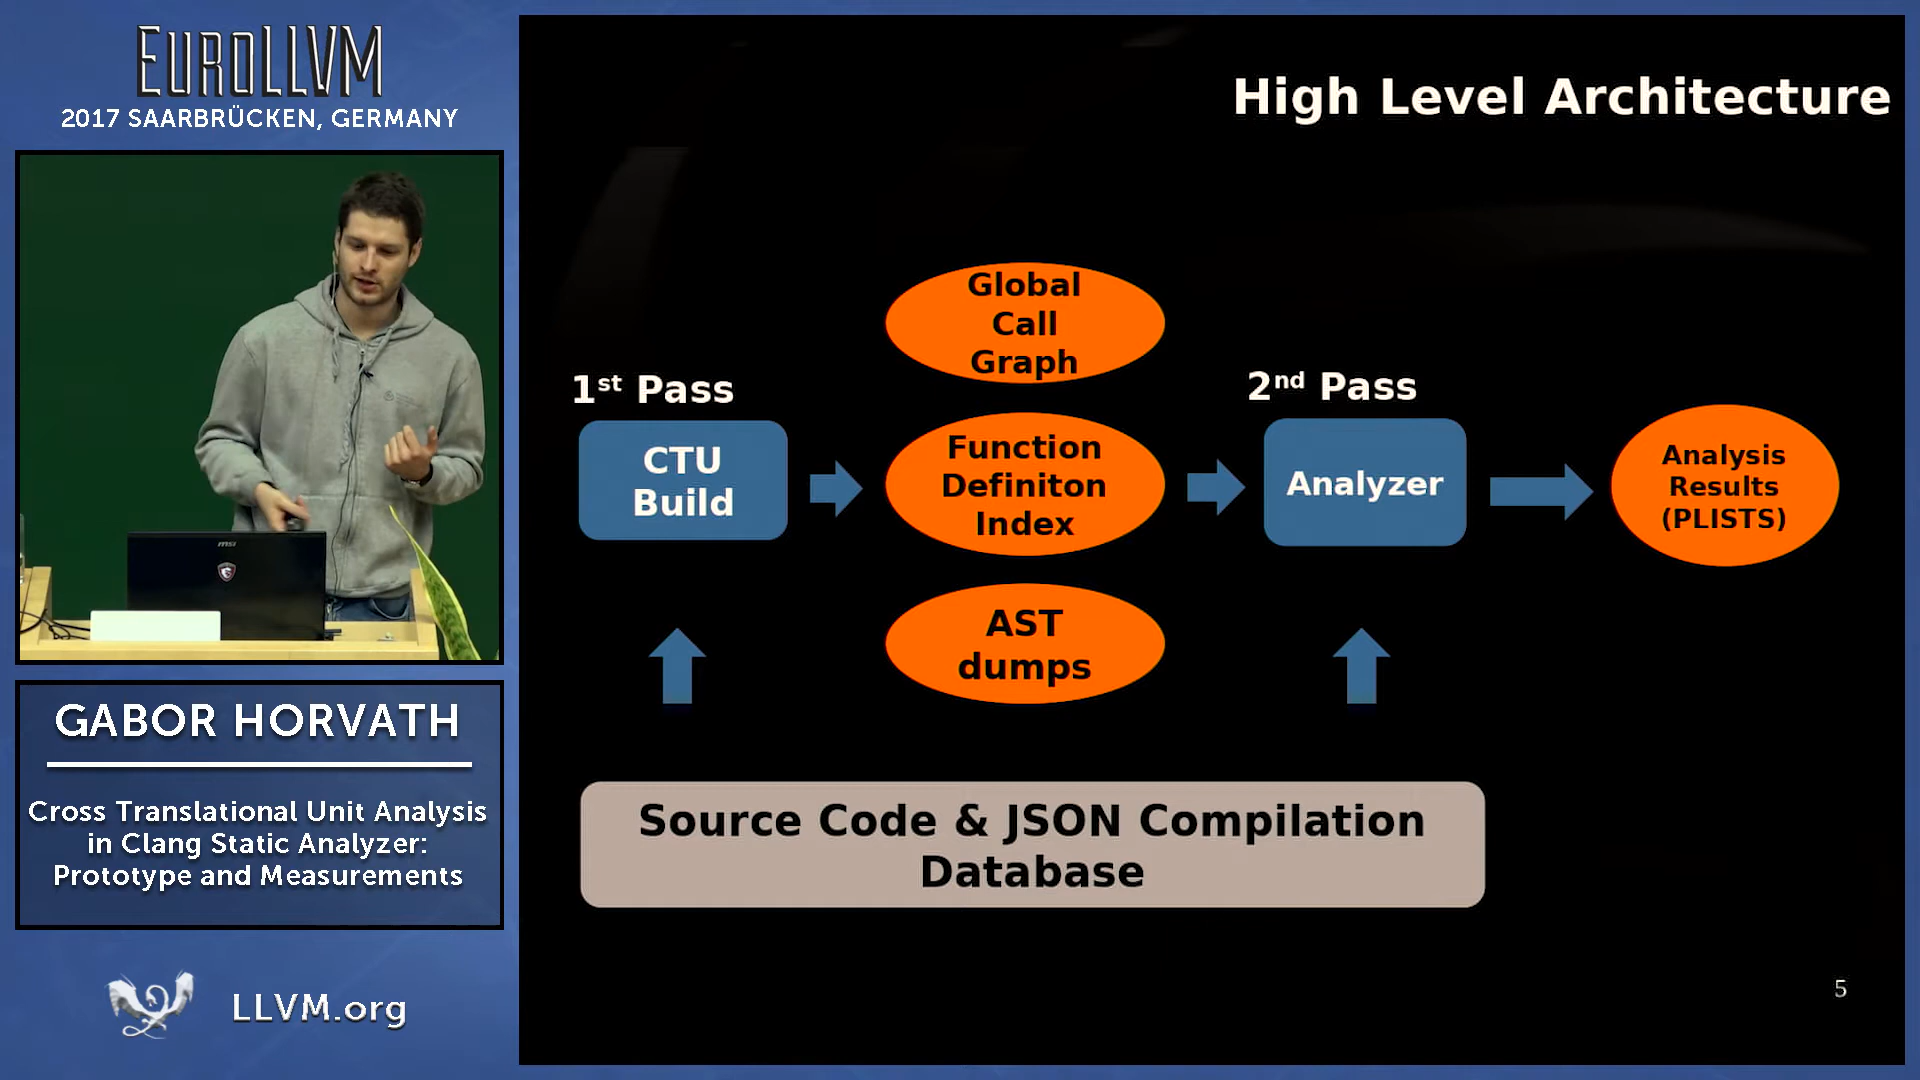 EUROLLVM
2017 SAARBRÜCKEN, GERMANY
msi
GABOR HORVATH
Cross Translational Unit Analysis
in Clang Static Analyzer:
Prototype and Measurements
LLVM.org
High Level Architecture
1st Pass
CTU
Build
Global
Call
Graph
Function
Definiton
Index
AST
dumps
2nd Pass
Analyzer
Analysis
Results
(PLISTS)
Source Code & JSON Compilation
Database
5